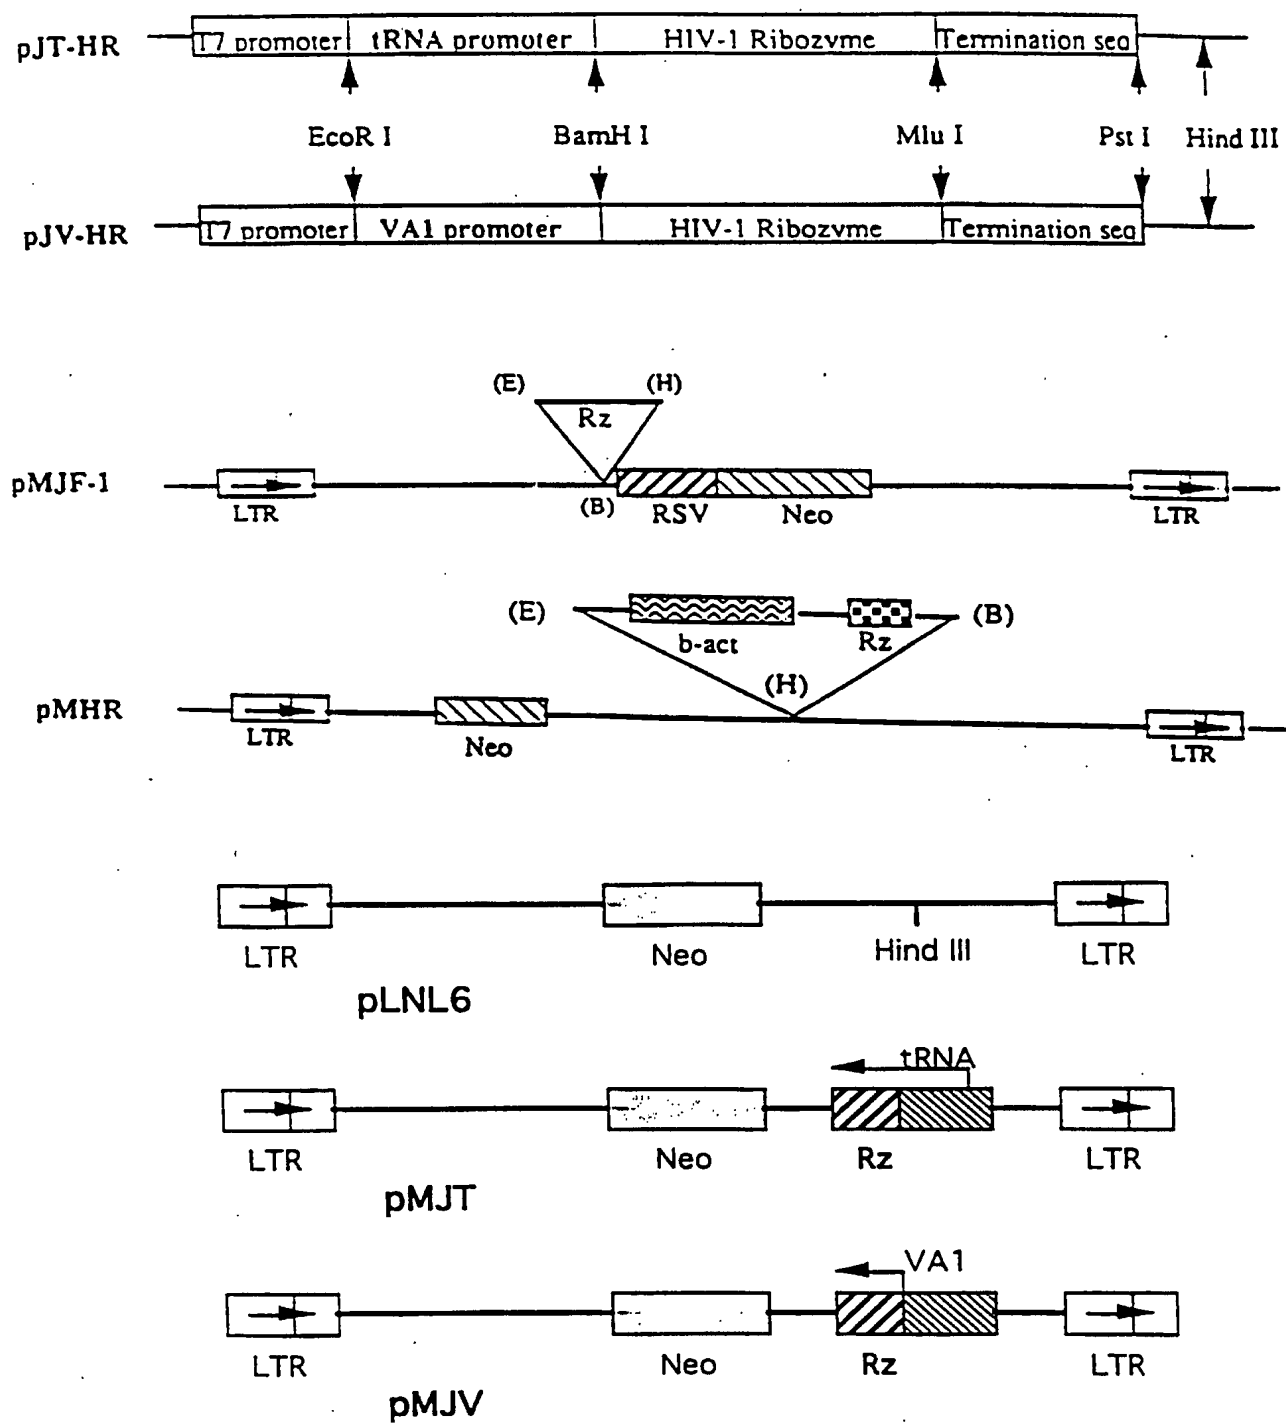 pJT-HR T7 promoter tRNA promoter HIV-1 Ribozyme Termination seq
EcoR I BamH I Mlu I Pst I Hind III
pJV-HR T7 promoter VA1 promoter HIV-1 Ribozyme Termination seq
(E) (H)
Rz
pMJF-1
LTR (B) RSV Neo LTR
(E) (B)
b-act Rz
(H)
pMHR
LTR Neo LTR
LTR Neo Hind III LTR
pLNL6
tRNA
LTR Neo Rz LTR
pMJT
VA1
LTR Neo Rz LTR
pMJV